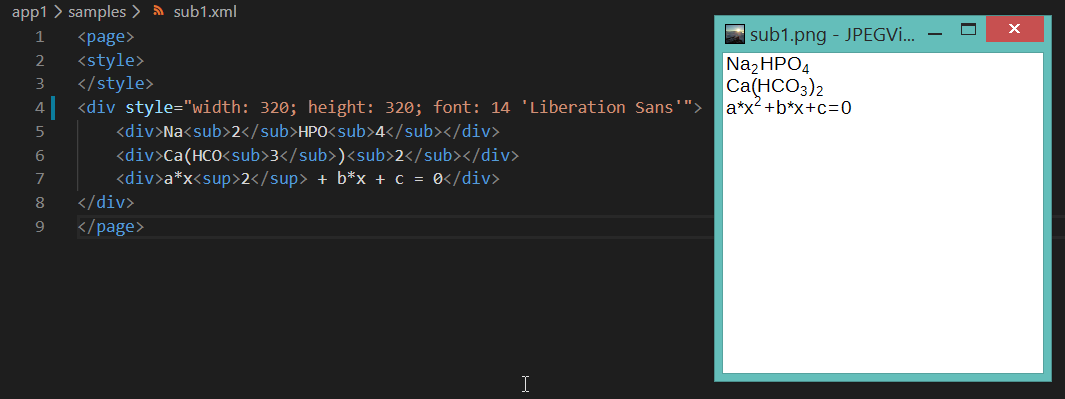 app1 > samples > sub1.xml
1 <page>
2 <style>
3 </style>
4 <div style="width: 320; height: 320; font: 14 'Liberation Sans'">
5     <div>Na<sub>2</sub>HPO<sub>4</sub></div>
6     <div>Ca(HCO<sub>3</sub>)<sub>2</sub></div>
7     <div>a*x<sup>2</sup> + b*x + c = 0</div>
8 </div>
9 </page>
sub1.png - JPEGVi...
Na₂HPO₄
Ca(HCO₃)₂
a*x²+b*x+c=0